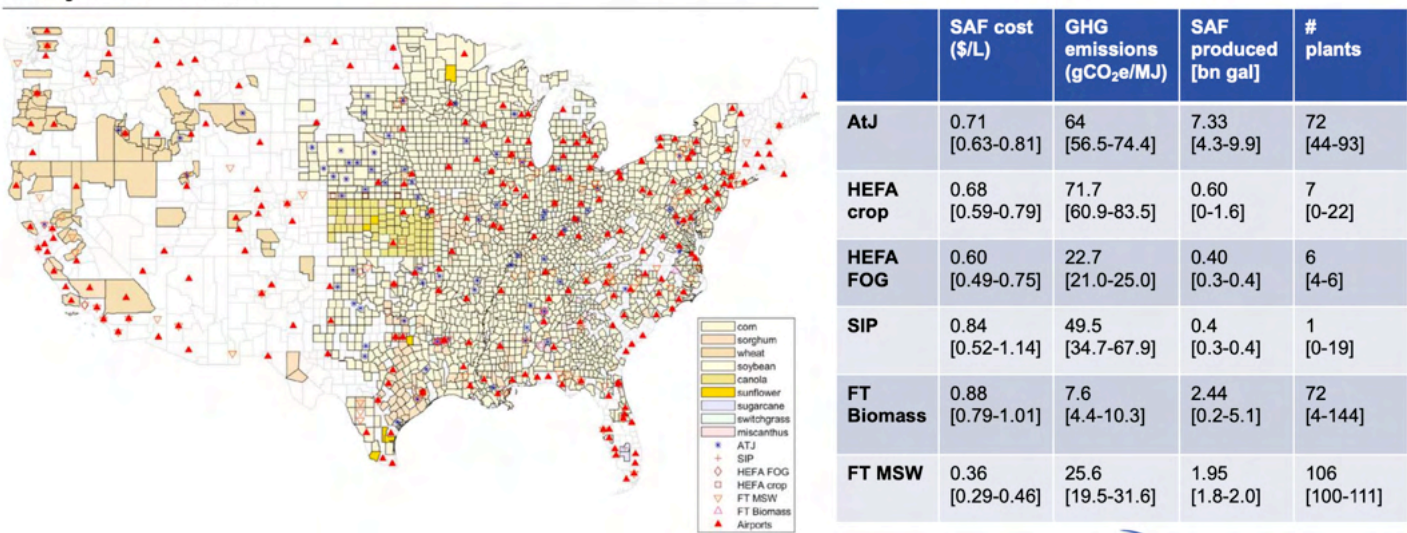 corn
sorghum
wheat
soybean
canola
sunflower
sugarcane
switchgrass
miscanthus
ATJ
SIP
HEFA FOG
HEFA crop
FT MSW
FT Biomass
Airports
SAF cost ($/L) GHG emissions (gCO₂e/MJ) SAF produced [bn gal] # plants
AtJ 0.71 64 7.33 72
[0.63-0.81] [56.5-74.4] [4.3-9.9] [44-93]
HEFA crop 0.68 71.7 0.60 7
[0.59-0.79] [60.9-83.5] [0-1.6] [0-22]
HEFA FOG 0.60 22.7 0.40 6
[0.49-0.75] [21.0-25.0] [0.3-0.4] [4-6]
SIP 0.84 49.5 0.4 1
[0.52-1.14] [34.7-67.9] [0.3-0.4] [0-19]
FT Biomass 0.88 7.6 2.44 72
[0.79-1.01] [4.4-10.3] [0.2-5.1] [4-144]
FT MSW 0.36 25.6 1.95 106
[0.29-0.46] [19.5-31.6] [1.8-2.0] [100-111]